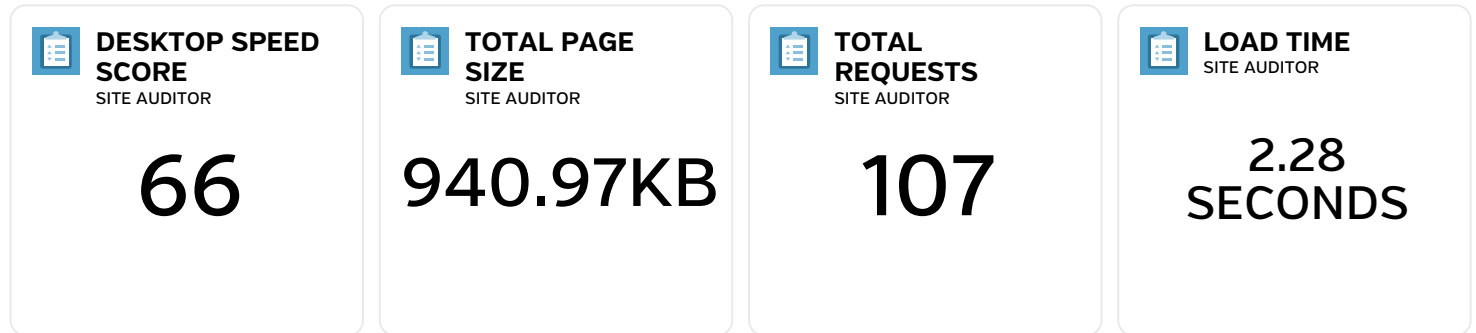 DESKTOP SPEED
SCORE
SITE AUDITOR
66
TOTAL PAGE
SIZE
SITE AUDITOR
940.97KB
TOTAL
REQUESTS
SITE AUDITOR
107
LOAD TIME
SITE AUDITOR
2.28
SECONDS